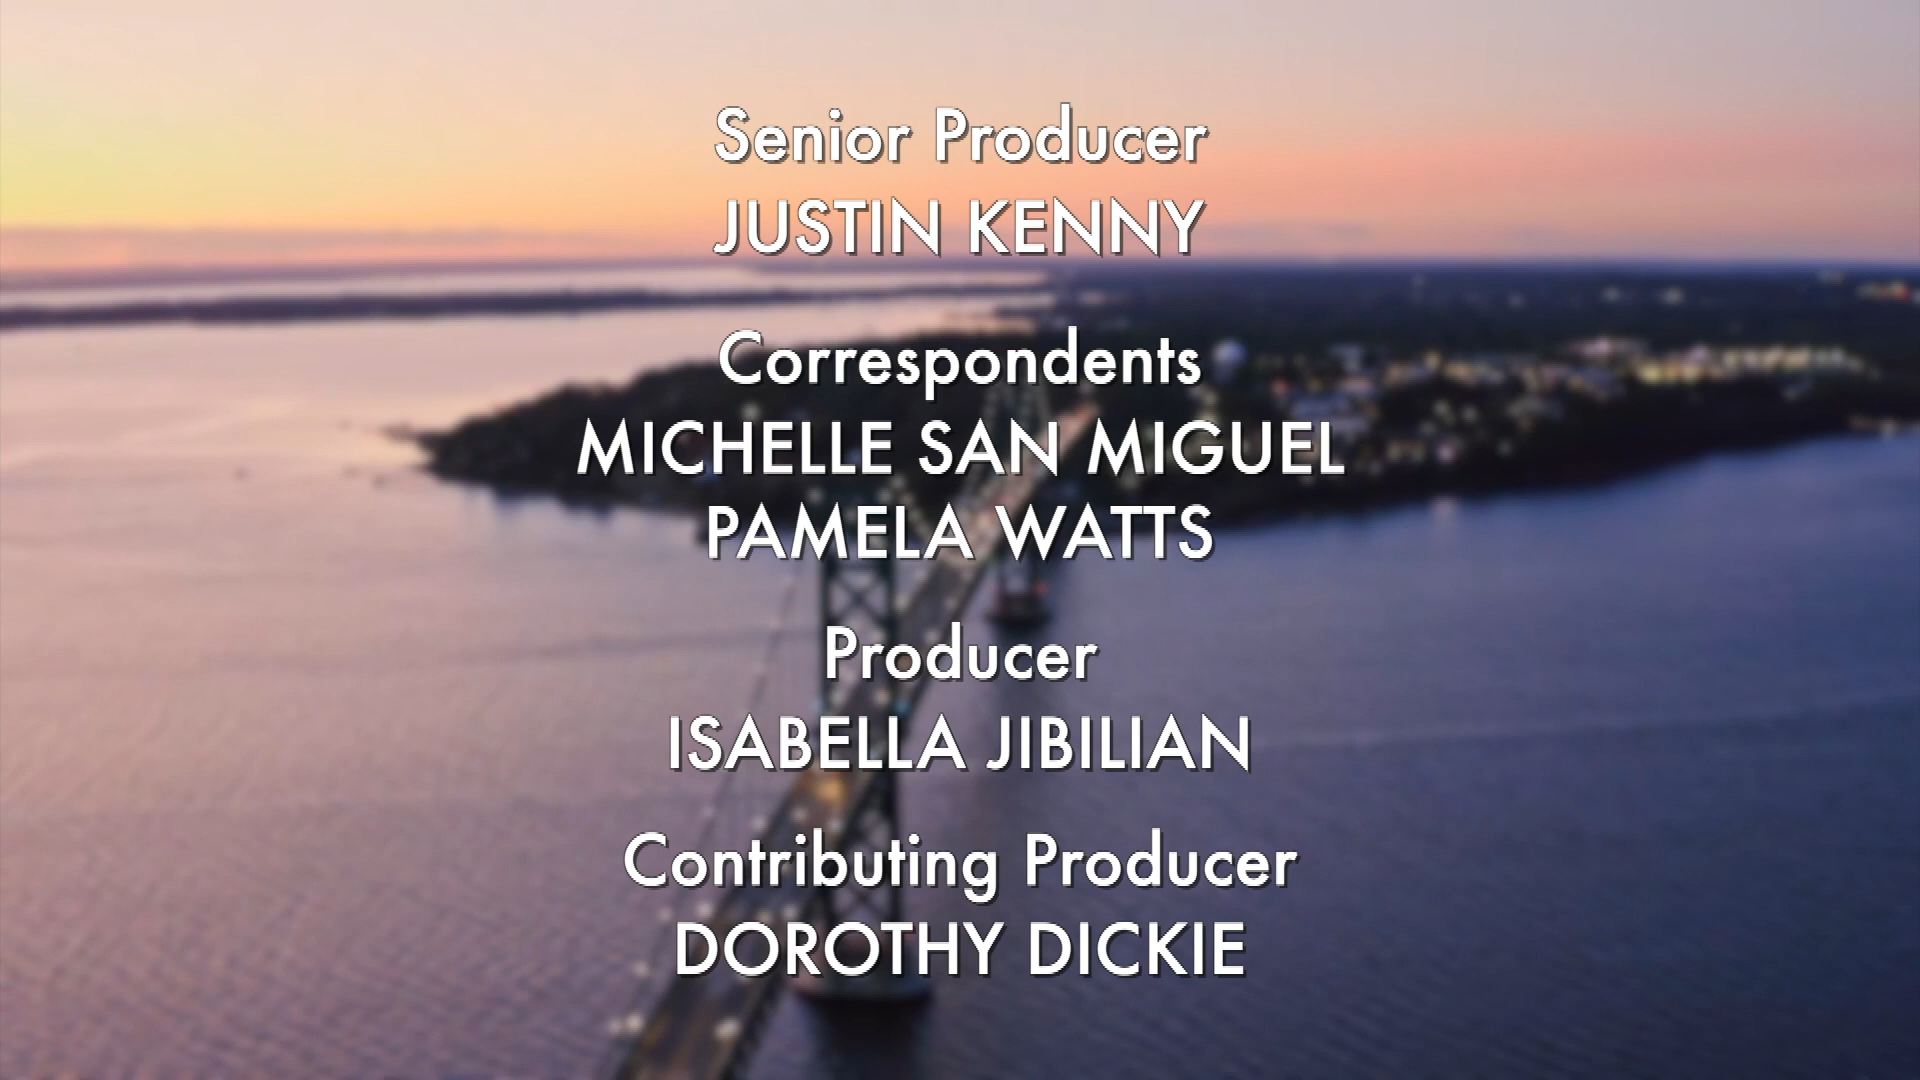 Senior Producer
JUSTIN KENNY
Correspondents
MICHELLE SAN MIGUEL
PAMELA WATTS
Producer
ISABELLA JIBILIAN
Contributing Producer
DOROTHY DICKIE